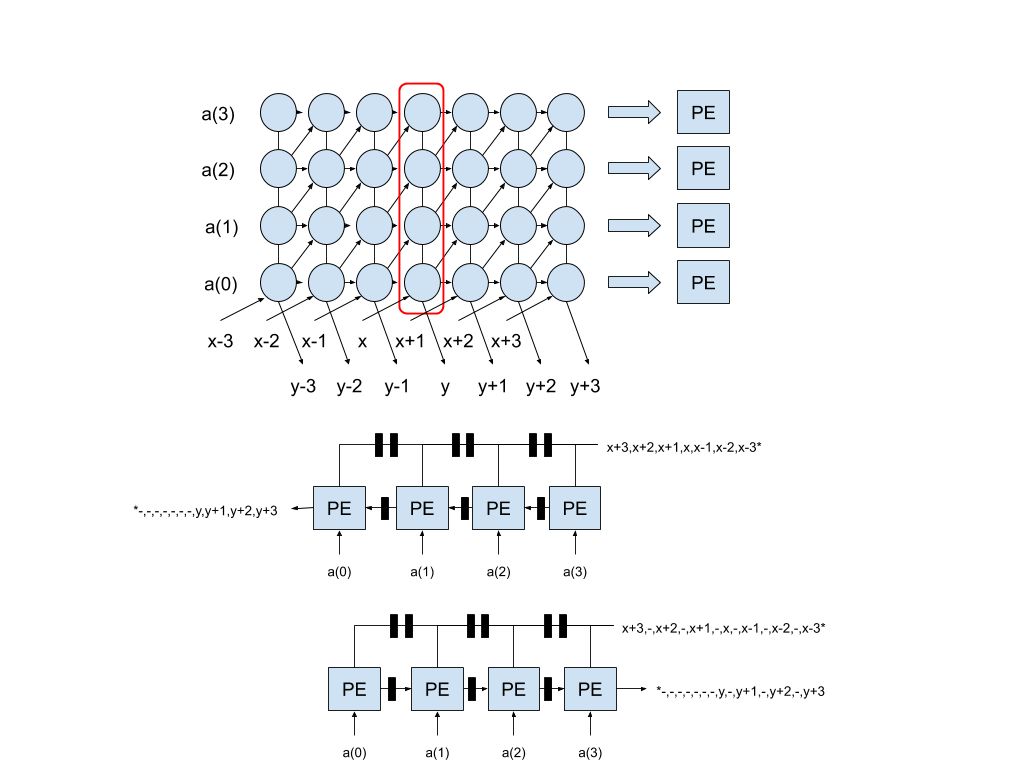 a(3) PE
a(2) PE
a(1) PE
a(0) PE
x-3 x-2 x-1 x x+1 x+2 x+3
y-3 y-2 y-1 y y+1 y+2 y+3
x+3,x+2,x+1,x,x-1,x-2,x-3*
*-,-,-,-,-,-,-,y,y+1,y+2,y+3 PE PE PE PE
a(0) a(1) a(2) a(3)
x+3,-,x+2,-,x+1,-,x,-,x-1,-,x-2,-,x-3*
PE PE PE PE *-,-,-,-,-,-,-,y,-,y+1,-,y+2,-,y+3
a(0) a(1) a(2) a(3)